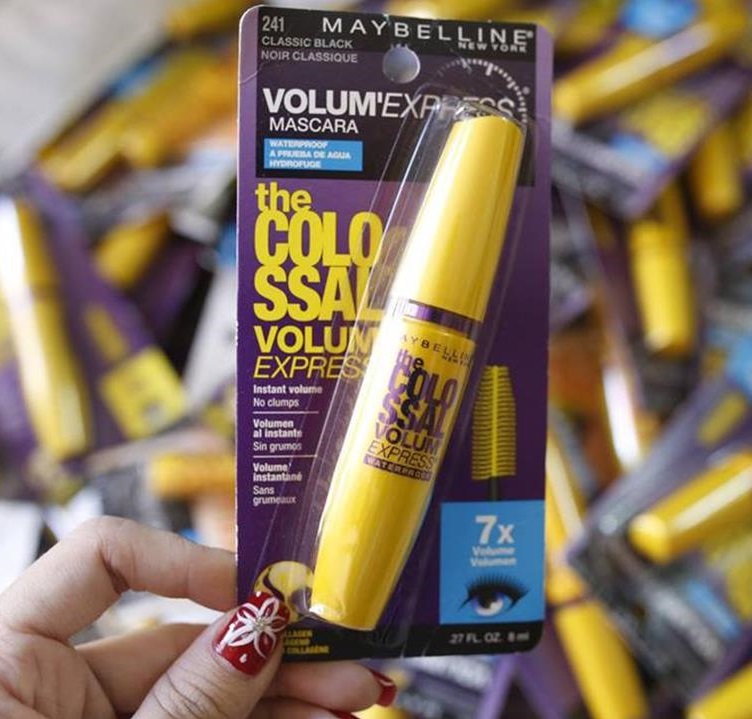 241
MAYBELLINE®
NEW YORK
CLASSIC BLACK
NOIR CLASSIQUE
VOLUM'EXPRESS®
MASCARA
WATERPROOF
A PRUEBA DE AGUA
HYDROFUGE
the
COLO
SSAL
VOLUM'
EXPRESS
Instant volume
No clumps
Volumen
al instante
Sin grumos
Volume
instantané
Sans
grumeaux
MAYBELLINE
NEW YORK
the
COLO
SSAL
VOLUM'
EXPRESS
WATERPROOF
7x
Volume
Volumen
.27 FL. OZ. 8 ml